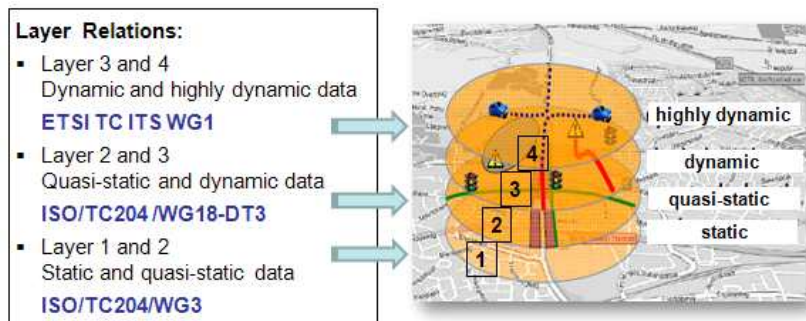 Layer Relations:
▪ Layer 3 and 4
Dynamic and highly dynamic data
ETSI TC ITS WG1
▪ Layer 2 and 3
Quasi-static and dynamic data
ISO/TC204 /WG18-DT3
▪ Layer 1 and 2
Static and quasi-static data
ISO/TC204/WG3
highly dynamic
dynamic
quasi-static
static
4
3
2
1